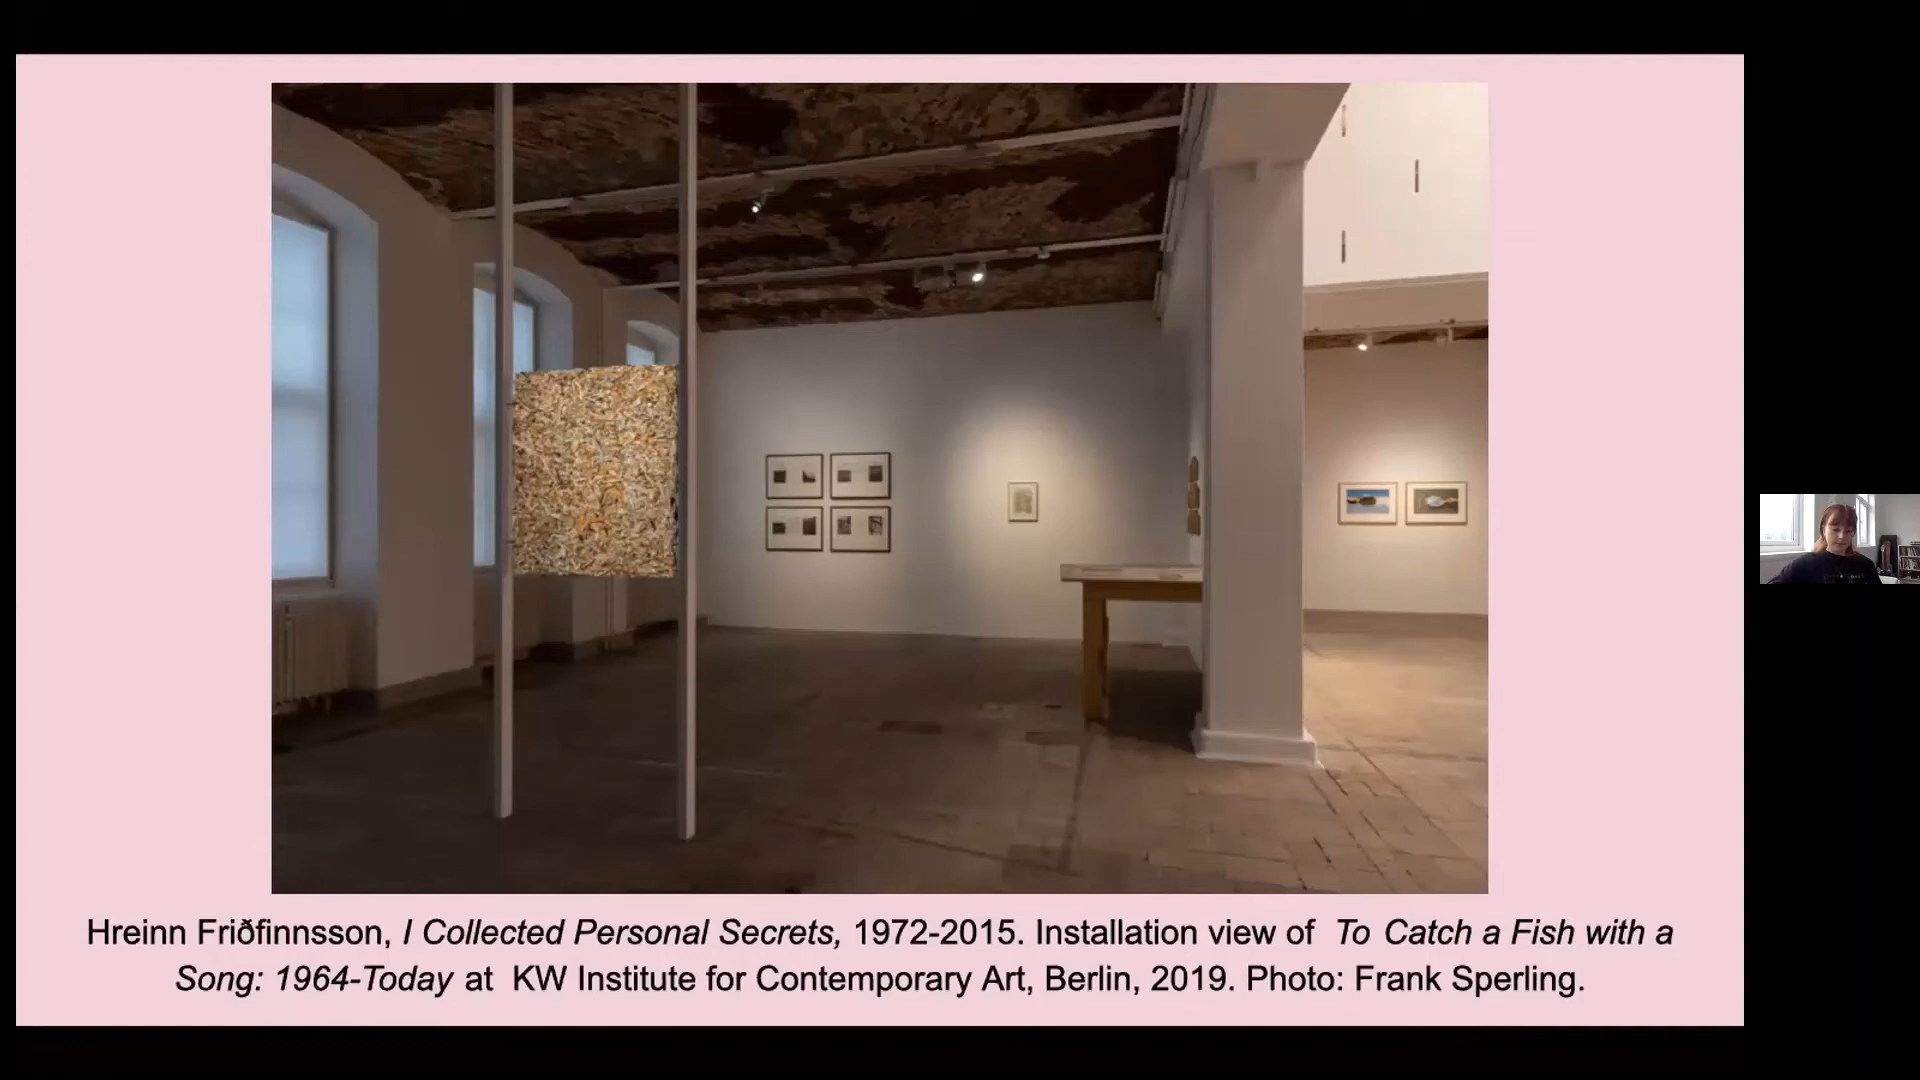 Hreinn Friðfinnsson, I Collected Personal Secrets, 1972-2015. Installation view of To Catch a Fish with a
Song: 1964-Today at KW Institute for Contemporary Art, Berlin, 2019. Photo: Frank Sperling.